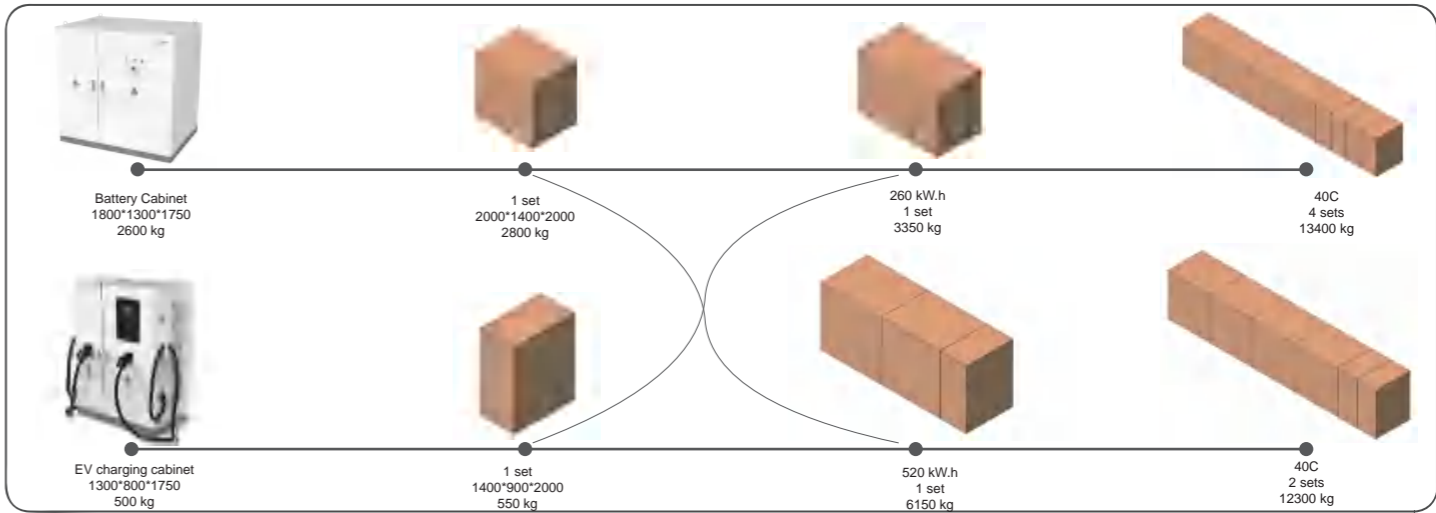 Battery Cabinet
1800*1300*1750
2600 kg
1 set
2000*1400*2000
2800 kg
260 kW.h
1 set
3350 kg
40C
4 sets
13400 kg
EV charging cabinet
1300*800*1750
500 kg
1 set
1400*900*2000
550 kg
520 kW.h
1 set
6150 kg
40C
2 sets
12300 kg